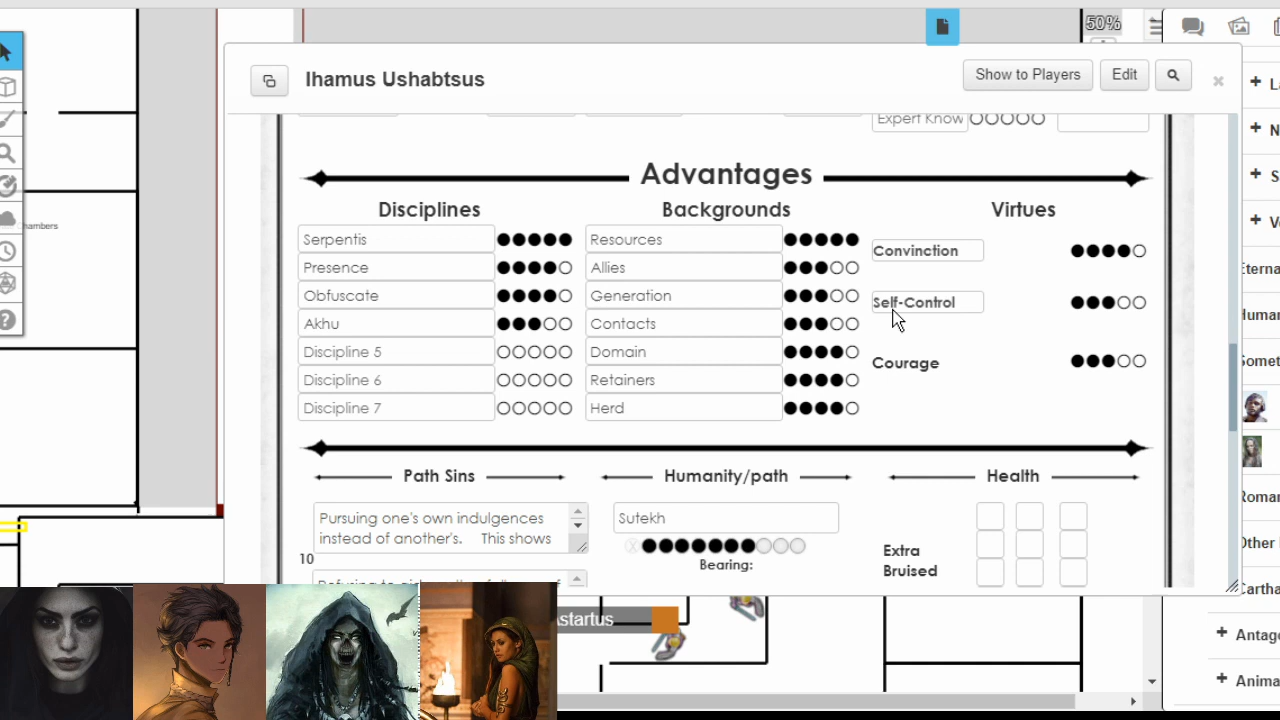 50%
Ihamus Ushabtsus
Show to Players
Edit
Expert Know
Advantages
Disciplines
Backgrounds
Virtues
Serpentis
Resources
Convinction
Presence
Allies
Obfuscate
Generation
Self-Control
Akhu
Contacts
Discipline 5
Domain
Courage
Discipline 6
Retainers
Discipline 7
Herd
Path Sins
Humanity/path
Health
Pursuing one's own indulgences
instead of another's. This shows
Sutekh
10
Bearing:
Extra
Bruised
hambers
Eterna
Human
Somet
Roman
Other
Cartha
Antago
Anima
startus